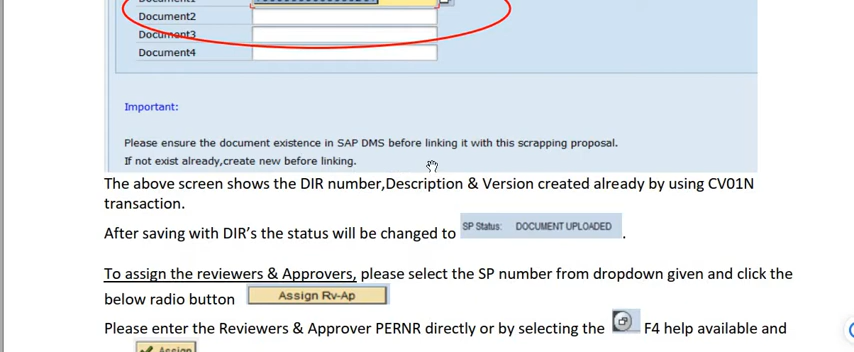 Document2
Document3
Document4
Important:
Please ensure the document existence in SAP DMS before linking it with this scrapping proposal.
If not exist already,create new before linking.
The above screen shows the DIR number,Description & Version created already by using CV01N
transaction.
After saving with DIR's the status will be changed to SP Status: DOCUMENT UPLOADED .
To assign the reviewers & Approvers, please select the SP number from dropdown given and click the
below radio button Assign Rv-Ap
Please enter the Reviewers & Approver PERNR directly or by selecting the F4 help available and
Assign